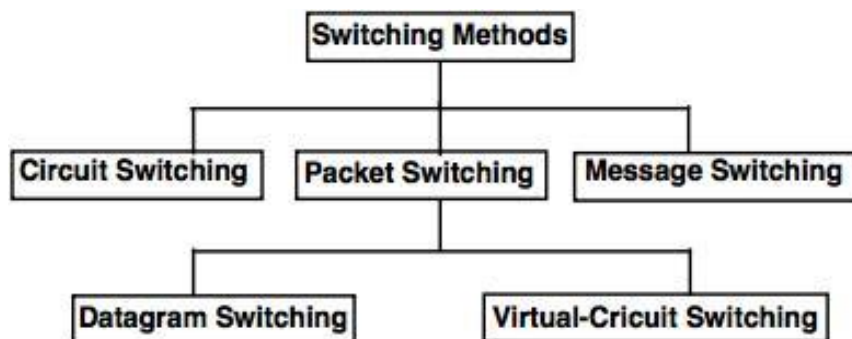 Switching Methods
Circuit Switching
Packet Switching
Message Switching
Datagram Switching
Virtual-Cricuit Switching